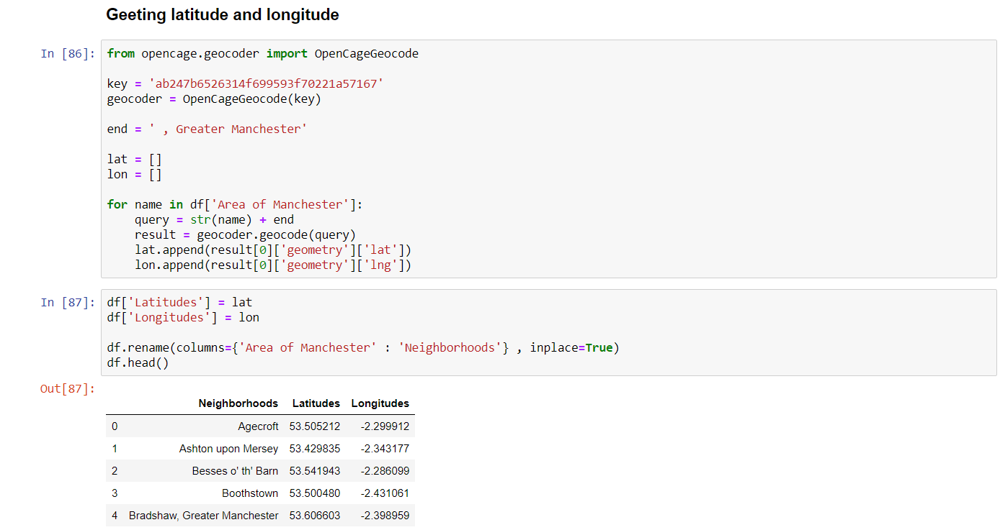 Geeting latitude and longitude
In [86]: from opencage.geocoder import OpenCageGeocode
key = 'ab247b6526314f699593f70221a57167'
geocoder = OpenCageGeocode(key)
end = ' , Greater Manchester'
lat = []
lon = []
for name in df['Area of Manchester']:
    query = str(name) + end
    result = geocoder.geocode(query)
    lat.append(result[0]['geometry']['lat'])
    lon.append(result[0]['geometry']['lng'])
In [87]: df['Latitudes'] = lat
df['Longitudes'] = lon
df.rename(columns={'Area of Manchester' : 'Neighborhoods'} , inplace=True)
df.head()
Out[87]:
Neighborhoods Latitudes Longitudes
0 Agecroft 53.505212 -2.299912
1 Ashton upon Mersey 53.429835 -2.343177
2 Besses o' th' Barn 53.541943 -2.286099
3 Boothstown 53.500480 -2.431061
4 Bradshaw, Greater Manchester 53.606603 -2.398959